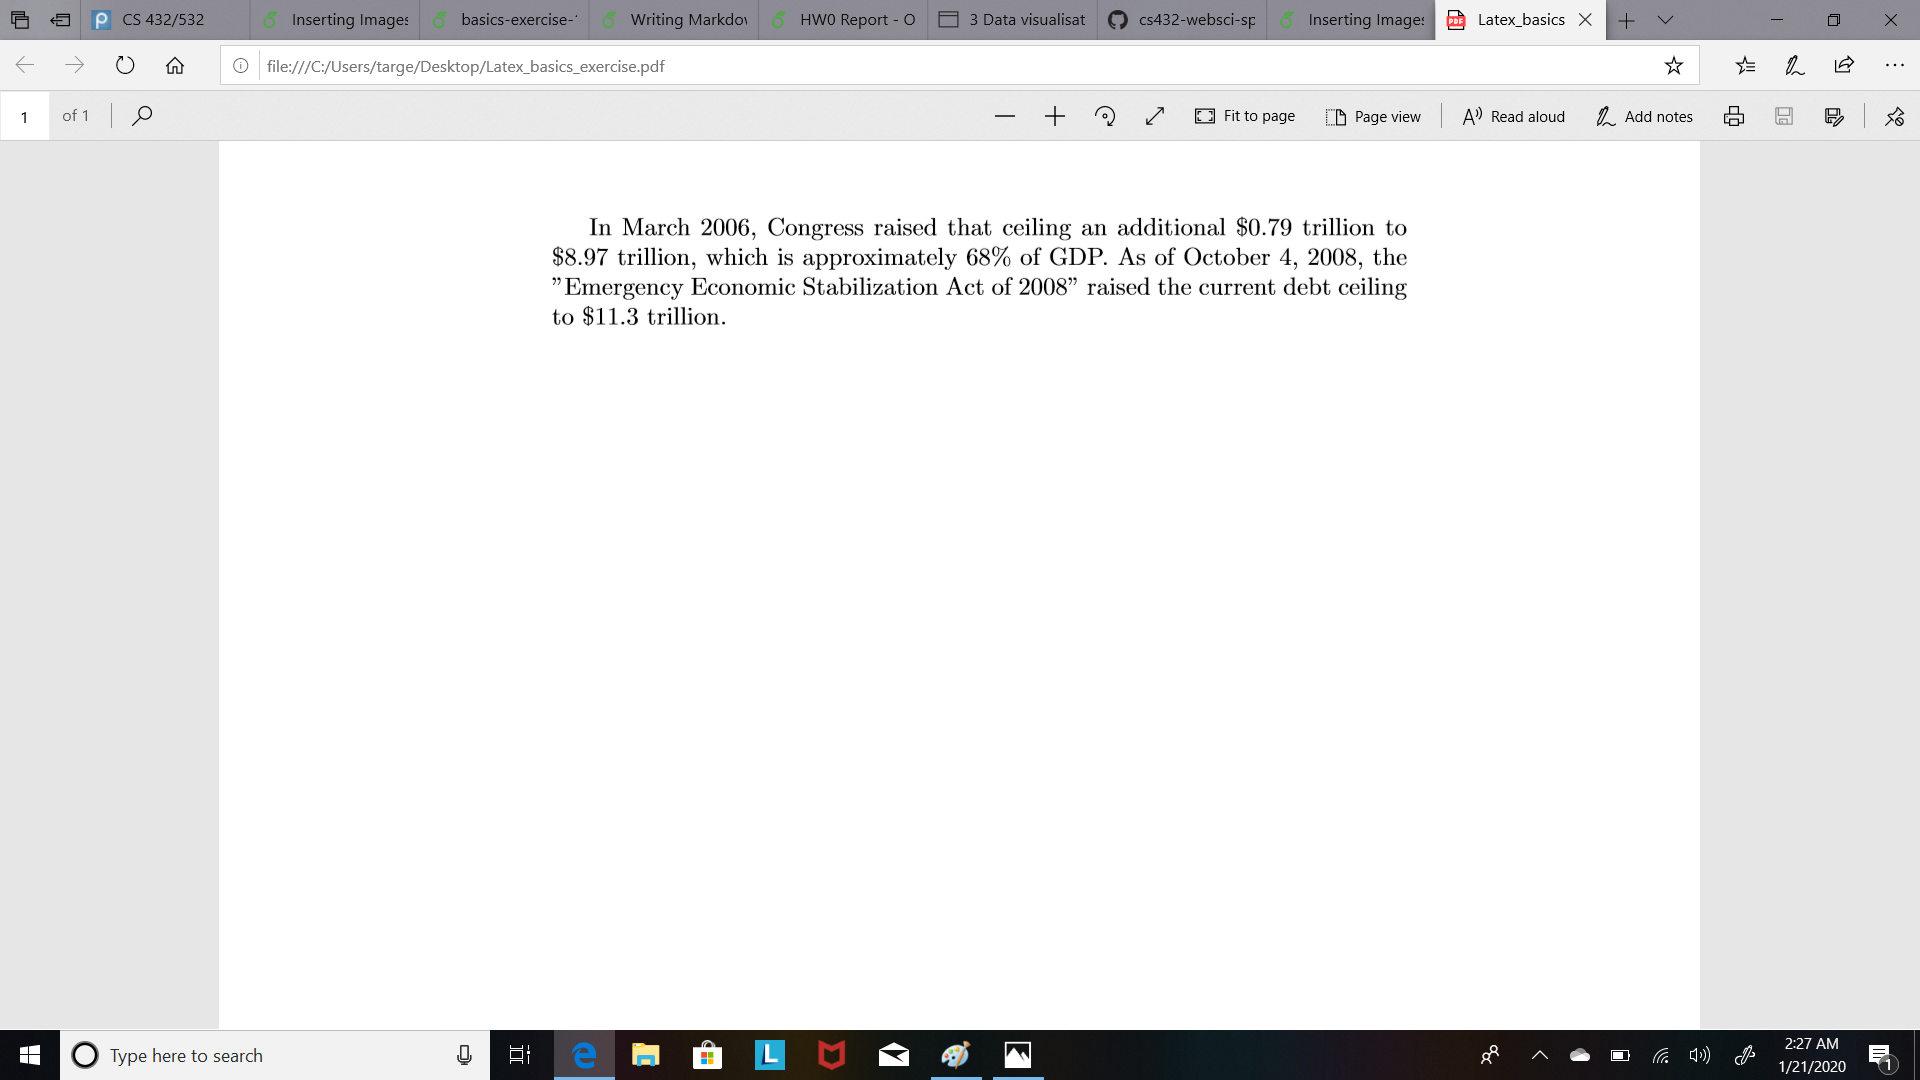 CS 432/532
Inserting Images
basics-exercise-
Writing Markdo
HW0 Report - O
3 Data visualisat
cs432-websci-sp
Inserting Images
PDF
Latex_basics
file:///C:/Users/targe/Desktop/Latex_basics_exercise.pdf
1
of 1
Fit to page
Page view
Read aloud
Add notes
In March 2006, Congress raised that ceiling an additional $0.79 trillion to
$8.97 trillion, which is approximately 68% of GDP. As of October 4, 2008, the
”Emergency Economic Stabilization Act of 2008” raised the current debt ceiling
to $11.3 trillion.
Type here to search
L
2:27 AM
1/21/2020
1